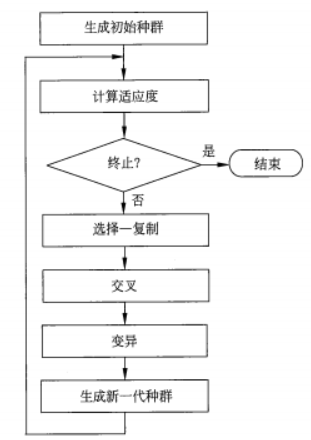 生成初始种群
计算适应度
终止?
是
结束
否
选择一复制
交叉
变异
生成新一代种群